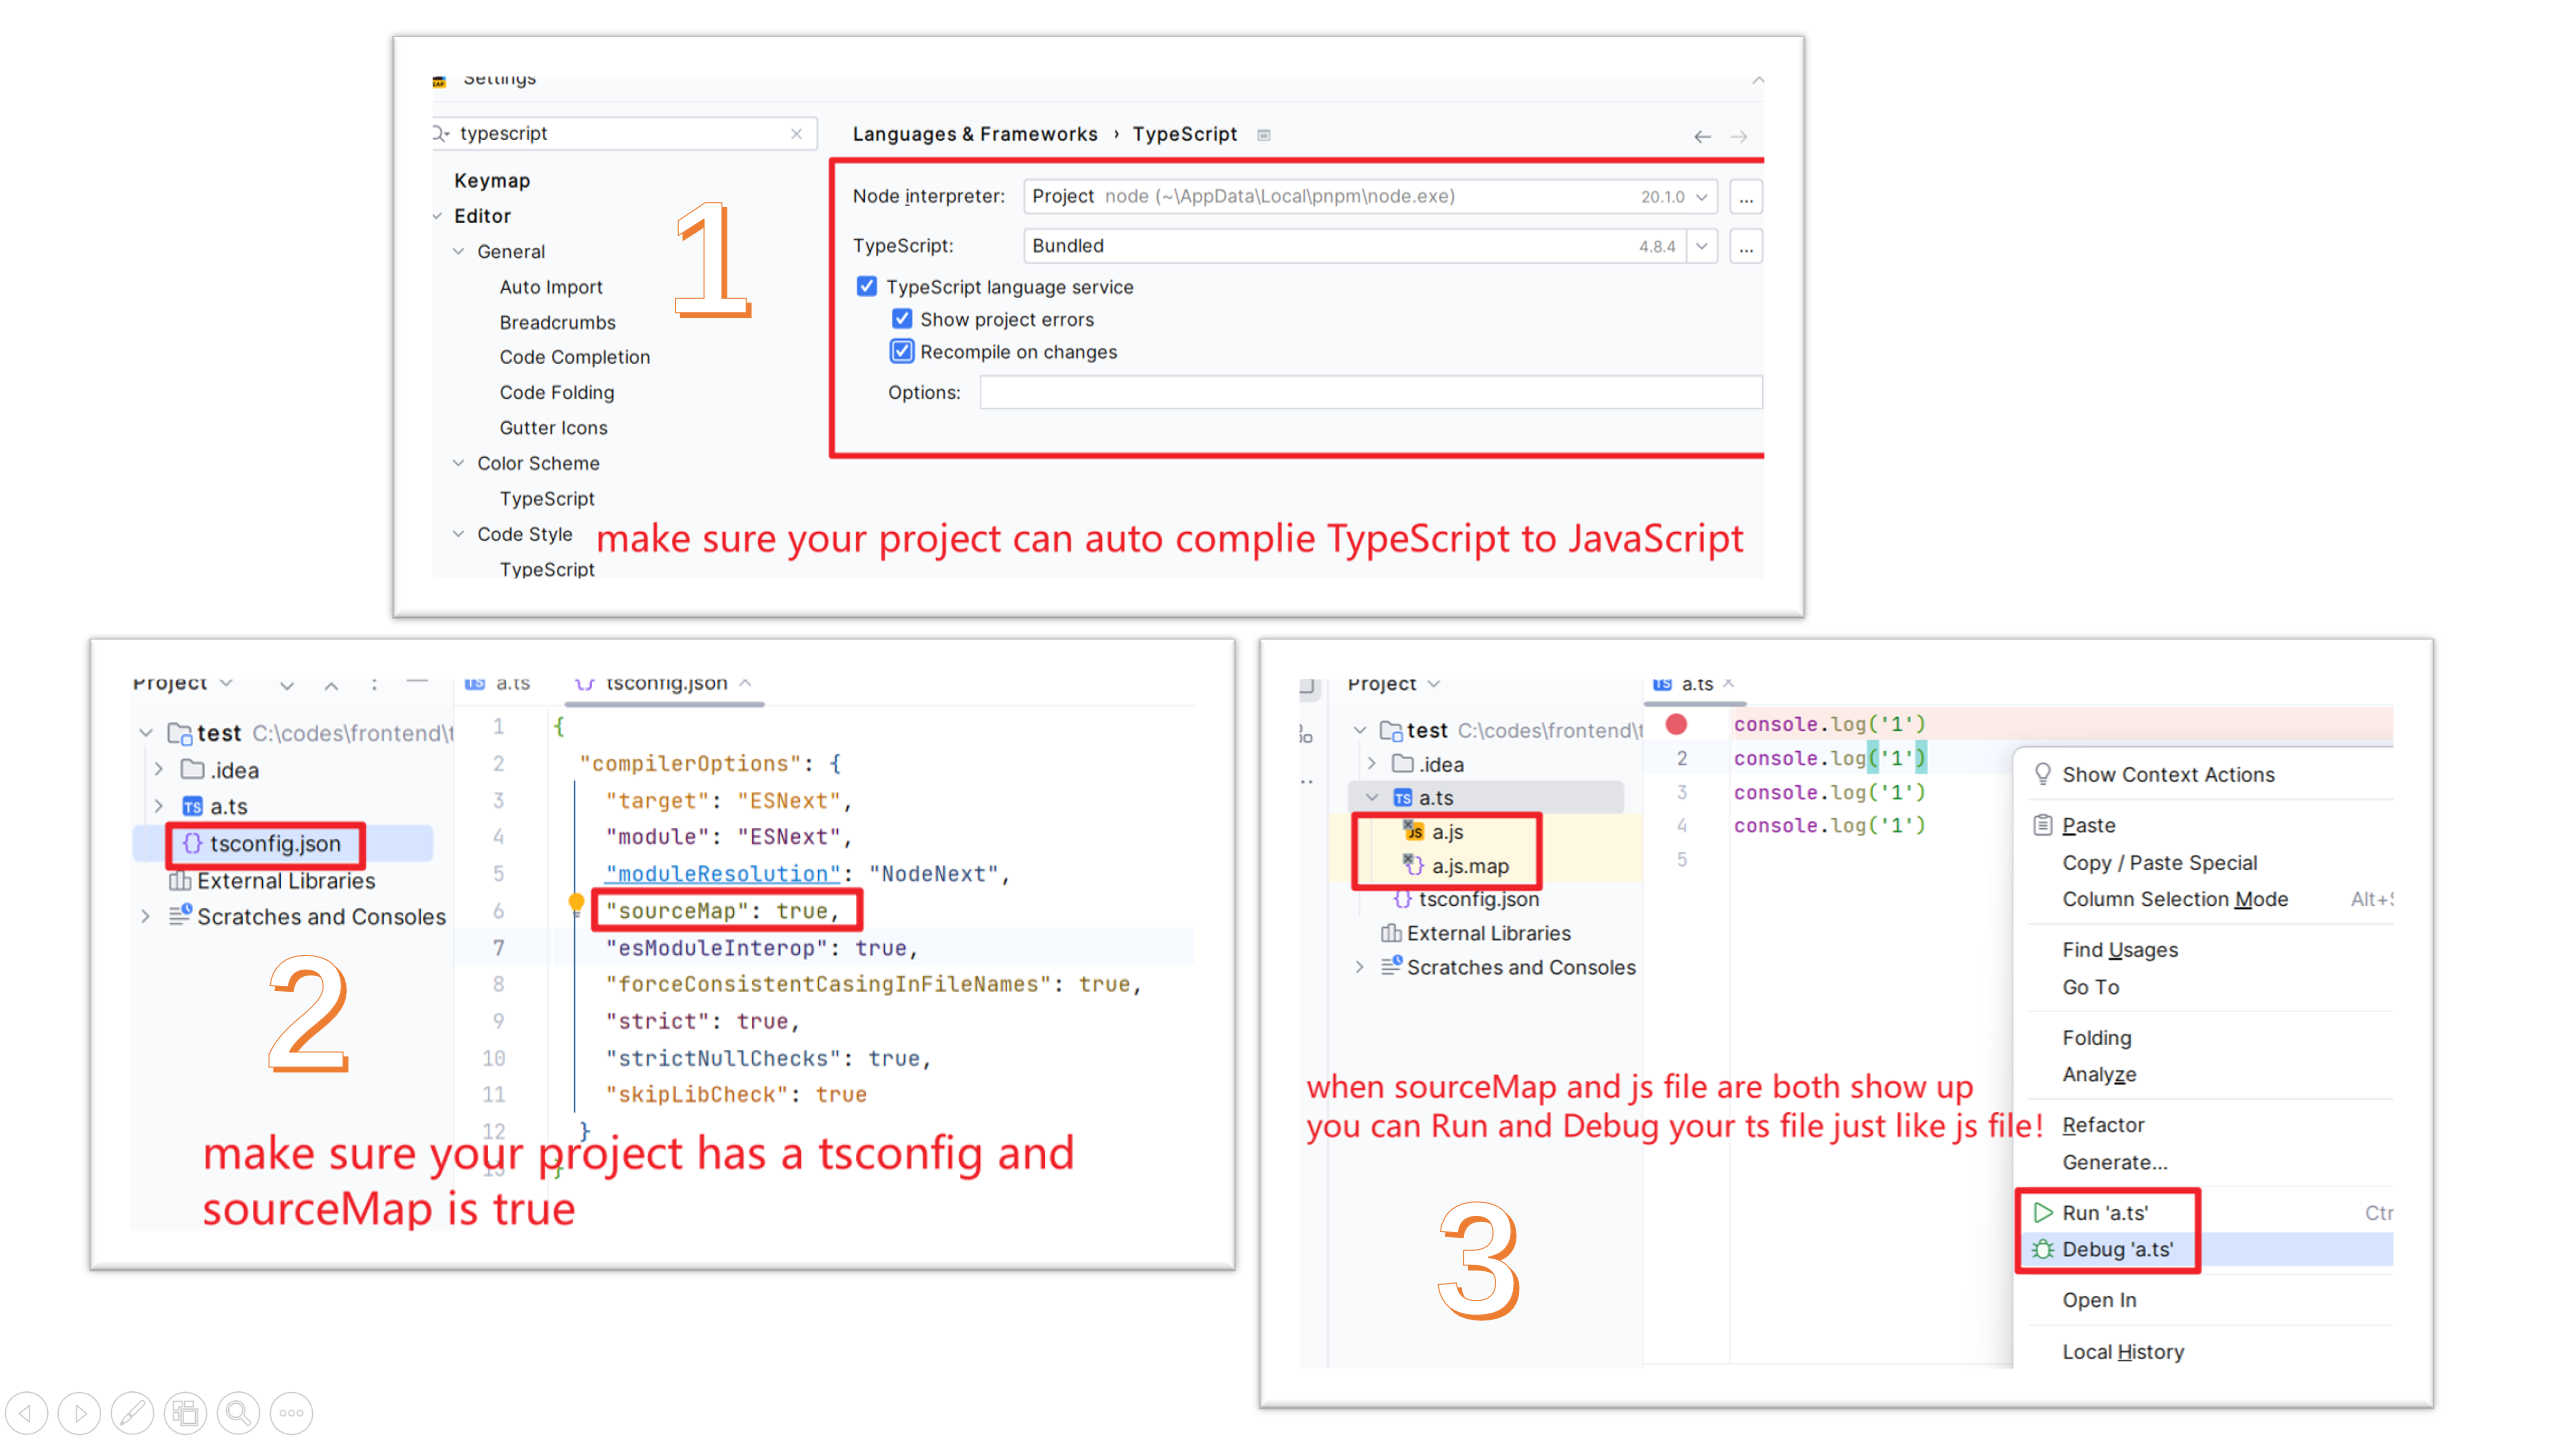 Settings
typescript
Languages & Frameworks › TypeScript
Keymap
Editor
General
Auto Import
Breadcrumbs
Code Completion
Code Folding
Gutter Icons
Color Scheme
TypeScript
Code Style
TypeScript
1
Node interpreter: Project node (~\AppData\Local\pnpm\node.exe) 20.1.0 ...
TypeScript: Bundled 4.8.4 ...
TypeScript language service
Show project errors
Recompile on changes
Options:
make sure your project can auto complie TypeScript to JavaScript
Project
test C:\codes\frontend\t
.idea
TS a.ts
{} tsconfig.json
External Libraries
Scratches and Consoles
2
TS a.ts {} tsconfig.json
1 {
2 "compilerOptions": {
3 "target": "ESNext",
4 "module": "ESNext",
5 "moduleResolution": "NodeNext",
6 "sourceMap": true,
7 "esModuleInterop": true,
8 "forceConsistentCasingInFileNames": true,
9 "strict": true,
10 "strictNullChecks": true,
11 "skipLibCheck": true
12 }
13 }
make sure your project has a tsconfig and
sourceMap is true
Project
test C:\codes\frontend\t
.idea
TS a.ts
JS a.js
{} a.js.map
{} tsconfig.json
External Libraries
Scratches and Consoles
TS a.ts
console.log('1')
2 console.log('1')
3 console.log('1')
4 console.log('1')
5
when sourceMap and js file are both show up
you can Run and Debug your ts file just like js file!
3
Show Context Actions
Paste
Copy / Paste Special
Column Selection Mode Alt+S
Find Usages
Go To
Folding
Analyze
Refactor
Generate...
Run 'a.ts' Ctr
Debug 'a.ts'
Open In
Local History